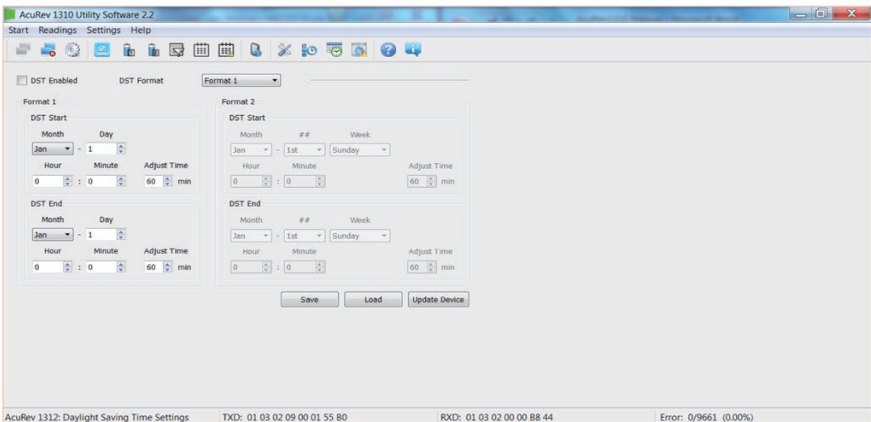 AcuRev 1310 Utility Software 2.2
Start Readings Settings Help
DST Enabled DST Format Format 1
Format 1
DST Start
Month Day
Jan - 1
Hour Minute Adjust Time
0 : 0 60 min
DST End
Month Day
Jan - 1
Hour Minute Adjust Time
0 : 0 60 min
Format 2
DST Start
Month ## Week
Jan - 1st Sunday
Hour Minute Adjust Time
0 : 0 60 min
DST End
Month ## Week
Jan - 1st Sunday
Hour Minute Adjust Time
0 : 0 60 min
Save Load Update Device
AcuRev 1312: Daylight Saving Time Settings TXD: 01 03 02 09 00 01 55 B0 RXD: 01 03 02 00 00 B8 44 Error: 0/9661 (0.00%)